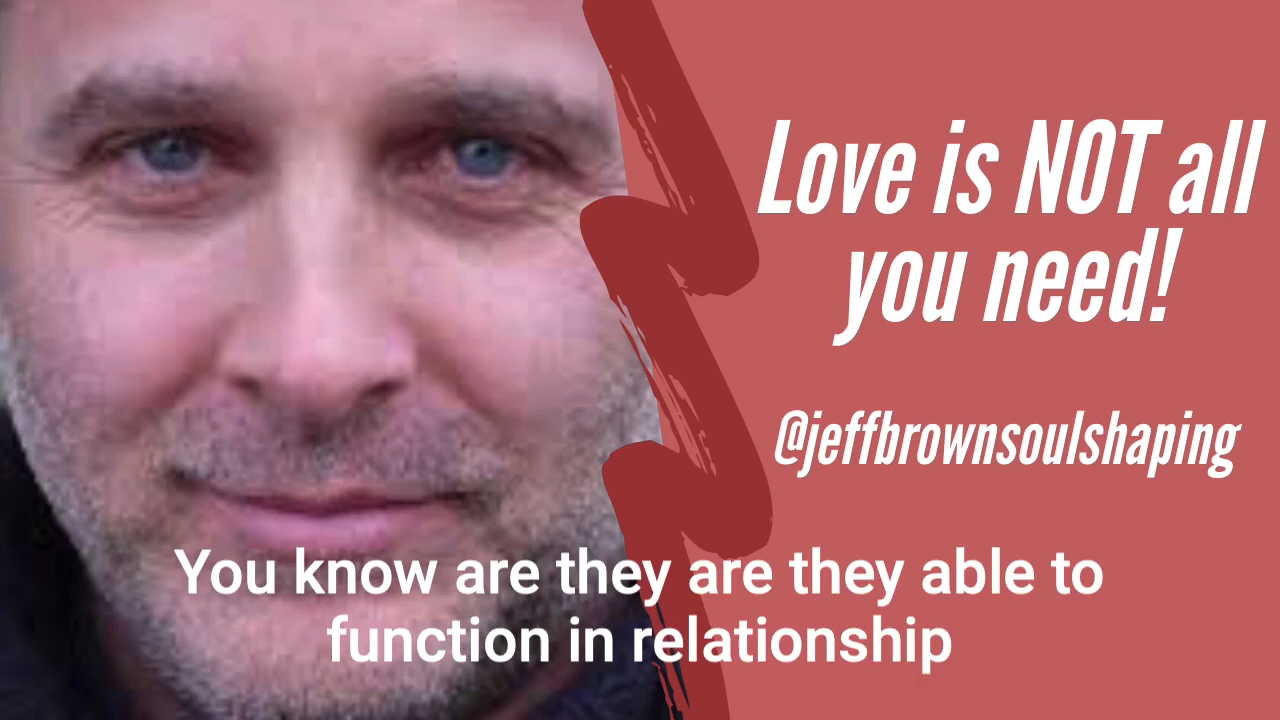 Love is NOT all
you need!
@jeffbrownsoulshaping
You know are they are they able to
function in relationship